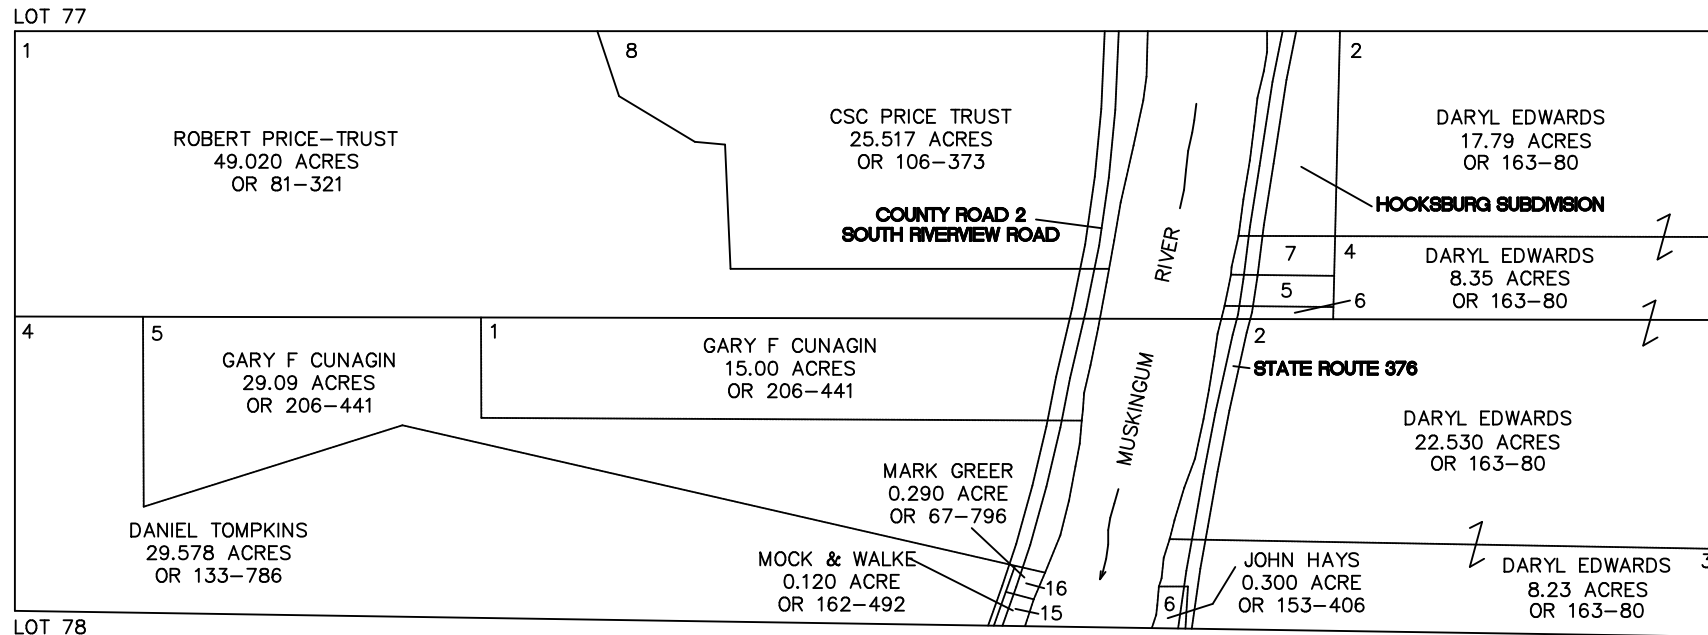 LOT 77
1
8
2
ROBERT PRICE–TRUST
49.020 ACRES
OR 81–321
CSC PRICE TRUST
25.517 ACRES
OR 106–373
DARYL EDWARDS
17.79 ACRES
OR 163–80
COUNTY ROAD 2
SOUTH RIVERVIEW ROAD
HOOKSBURG SUBDIVISION
RIVER
7
4
DARYL EDWARDS
8.35 ACRES
OR 163–80
5
6
4
5
GARY F CUNAGIN
29.09 ACRES
OR 206–441
1
GARY F CUNAGIN
15.00 ACRES
OR 206–441
2
STATE ROUTE 376
MUSKINGUM
DARYL EDWARDS
22.530 ACRES
OR 163–80
MARK GREER
0.290 ACRE
OR 67–796
DANIEL TOMPKINS
29.578 ACRES
OR 133–786
MOCK & WALKE
0.120 ACRE
OR 162–492
16
15
6
JOHN HAYS
0.300 ACRE
OR 153–406
3
DARYL EDWARDS
8.23 ACRES
OR 163–80
LOT 78